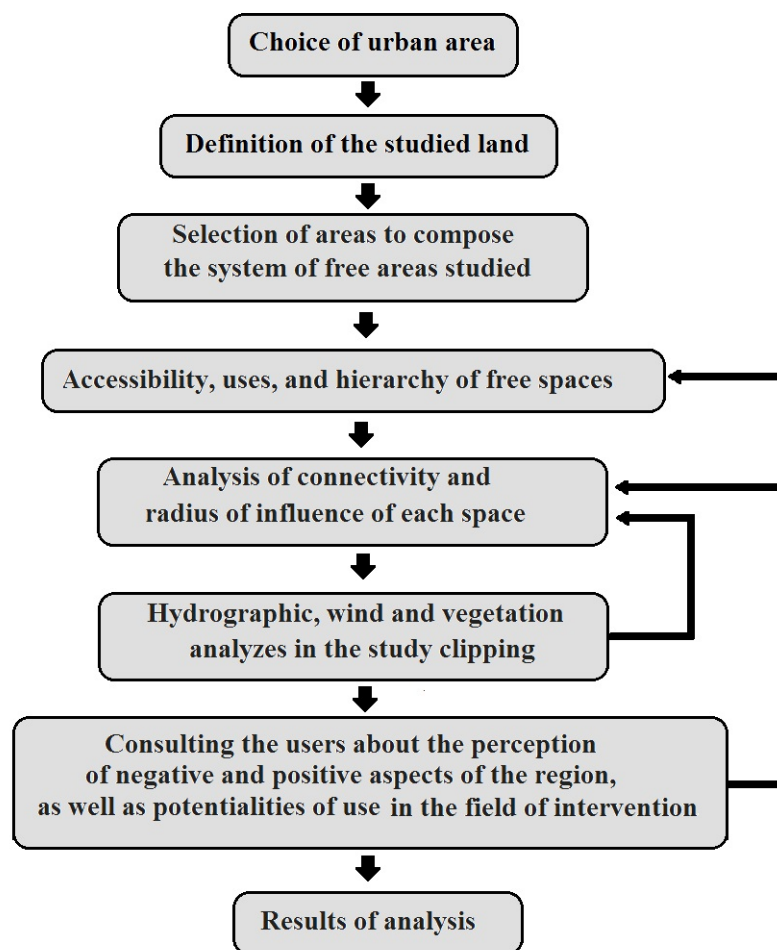 Choice of urban area
Definition of the studied land
Selection of areas to compose
the system of free areas studied
Accessibility, uses, and hierarchy of free spaces
Analysis of connectivity and
radius of influence of each space
Hydrographic, wind and vegetation
analyzes in the study clipping
Consulting the users about the perception
of negative and positive aspects of the region,
as well as potentialities of use in the field of intervention
Results of analysis